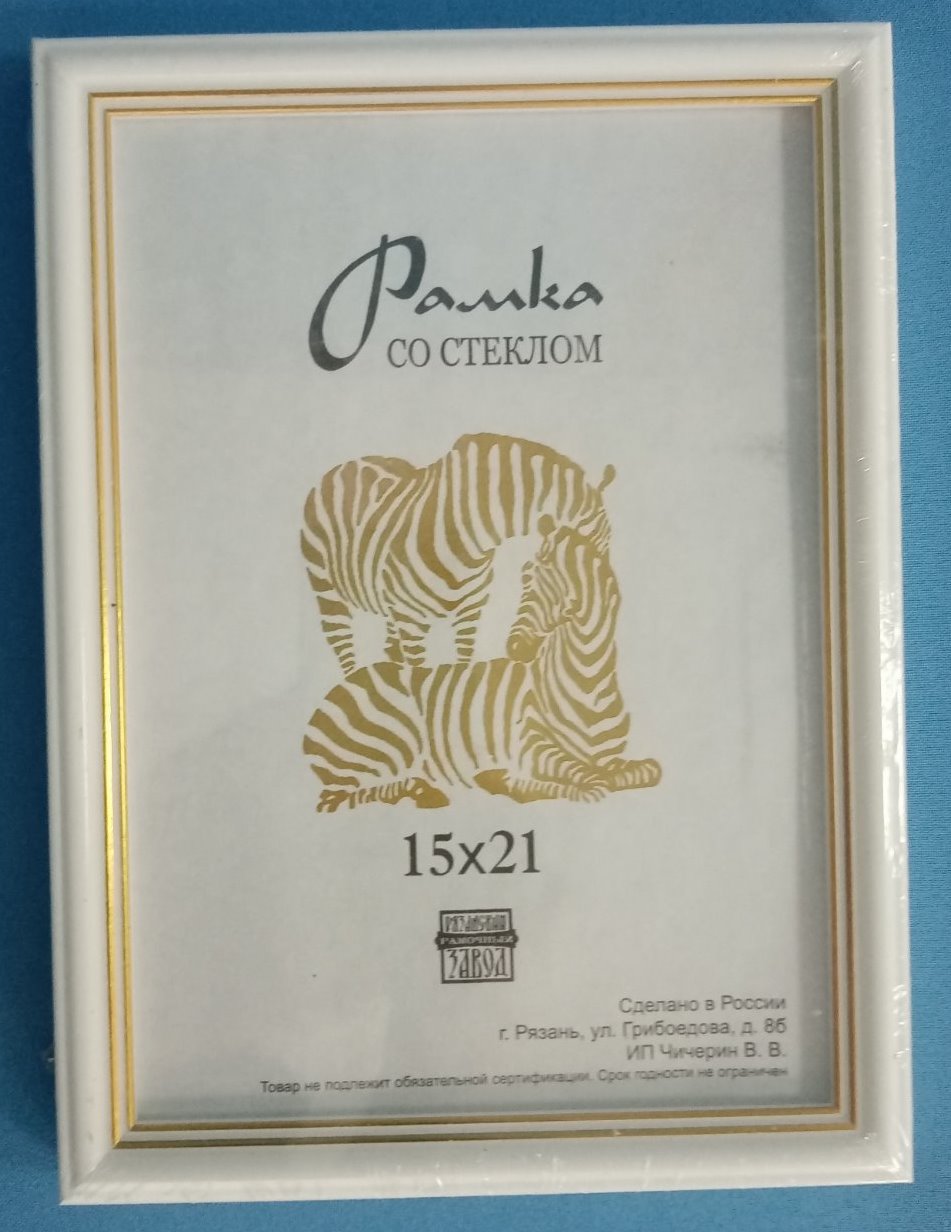 Рамка
СО СТЕКЛОМ
15x21
РЯЗАНСКИЙ
РАМОЧНЫЙ
ЗАВОД
Сделано в России
г. Рязань, ул. Грибоедова, д. 8б
ИП Чичерин В. В.
Товар не подлежит обязательной сертификации. Срок годности не ограничен